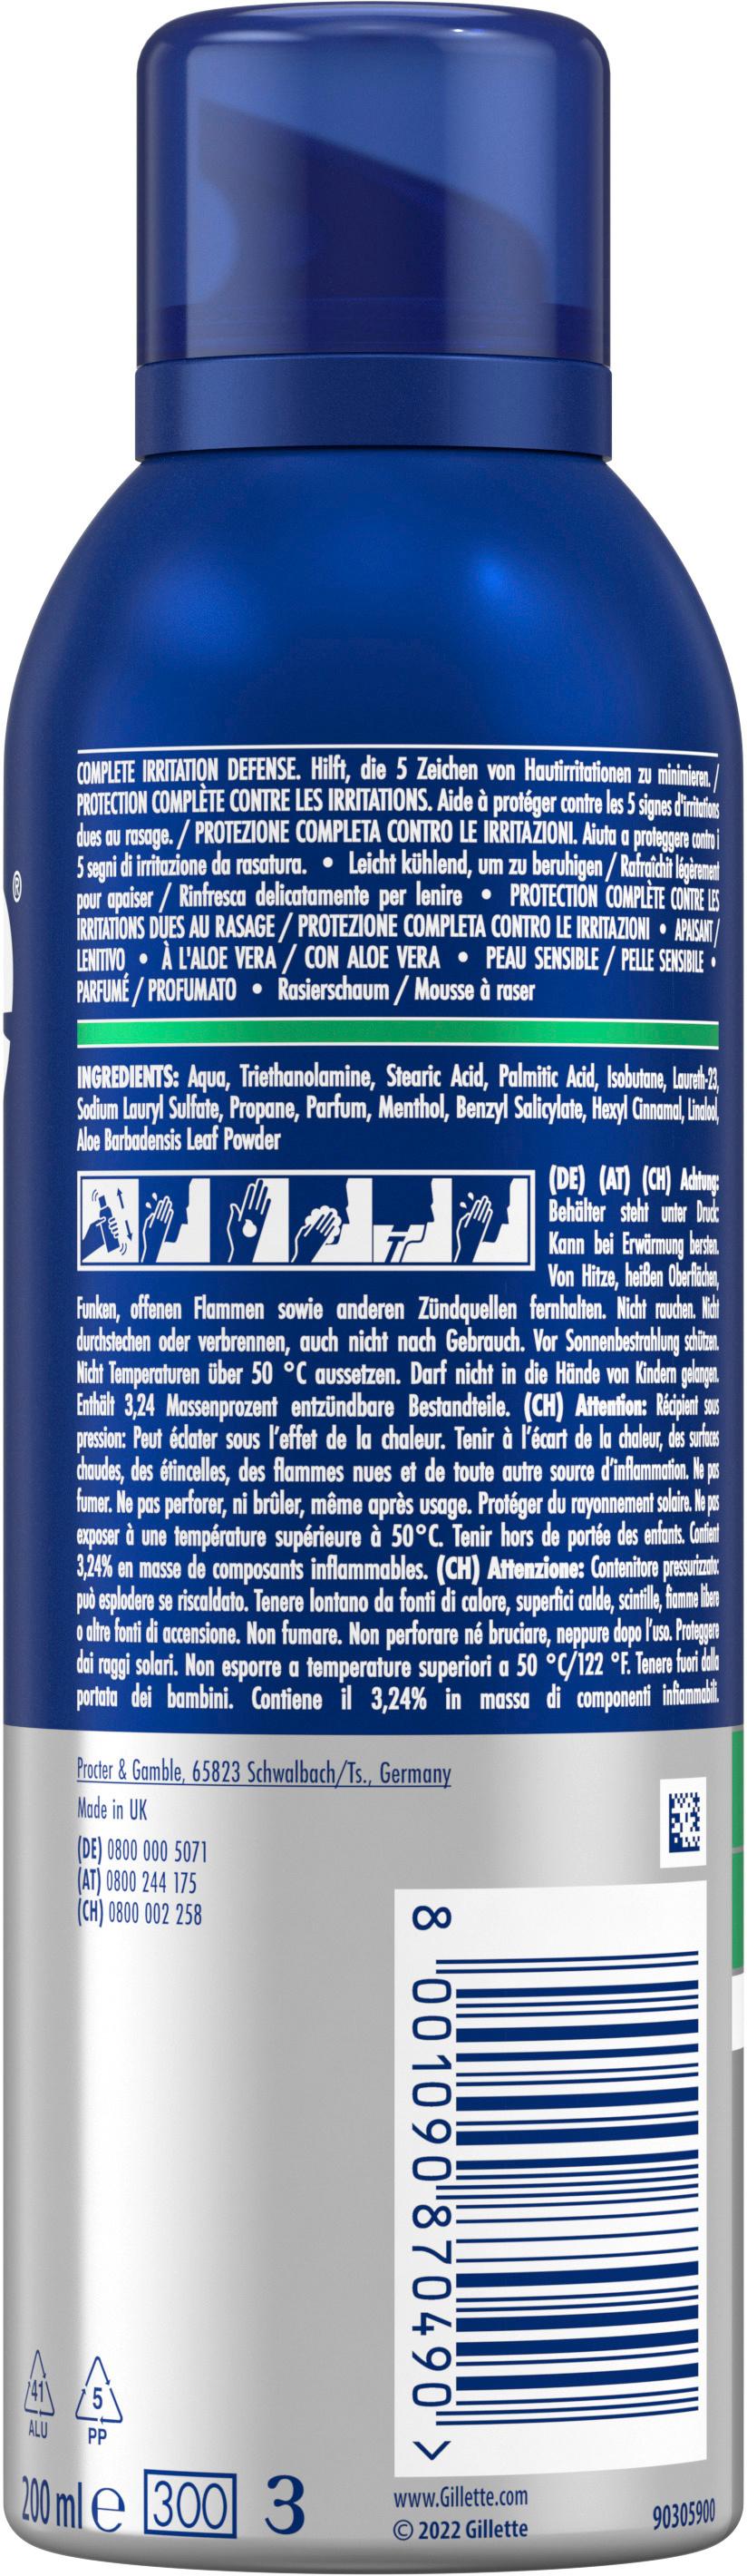 ®
COMPLETE IRRITATION DEFENSE. Hilft, die 5 Zeichen von Hautirritationen zu minimieren. /
PROTECTION COMPLÈTE CONTRE LES IRRITATIONS. Aide à protéger contre les 5 signes d'irritations
dues au rasage. / PROTEZIONE COMPLETA CONTRO LE IRRITAZIONI. Aiuta a proteggere contro i
5 segni di irritazione da rasatura. • Leicht kühlend, um zu beruhigen / Rafraîchit légèrement
pour apaiser / Rinfresca delicatamente per lenire • PROTECTION COMPLÈTE CONTRE LES
IRRITATIONS DUES AU RASAGE / PROTEZIONE COMPLETA CONTRO LE IRRITAZIONI • APAISANT /
LENITIVO • À L'ALOE VERA / CON ALOE VERA • PEAU SENSIBLE / PELLE SENSIBILE •
PARFUMÉ / PROFUMATO • Rasierschaum / Mousse à raser
INGREDIENTS: Aqua, Triethanolamine, Stearic Acid, Palmitic Acid, Isobutane, Laureth-23,
Sodium Lauryl Sulfate, Propane, Parfum, Menthol, Benzyl Salicylate, Hexyl Cinnamal, Linalool,
Aloe Barbadensis Leaf Powder
(DE) (AT) (CH) Achtung:
Behälter steht unter Druck:
Kann bei Erwärmung bersten.
Von Hitze, heißen Oberflächen,
Funken, offenen Flammen sowie anderen Zündquellen fernhalten. Nicht rauchen. Nicht
durchstechen oder verbrennen, auch nicht nach Gebrauch. Vor Sonnenbestrahlung schützen.
Nicht Temperaturen über 50 °C aussetzen. Darf nicht in die Hände von Kindern gelangen.
Enthält 3,24 Massenprozent entzündbare Bestandteile. (CH) Attention: Récipient sous
pression: Peut éclater sous l'effet de la chaleur. Tenir à l'écart de la chaleur, des surfaces
chaudes, des étincelles, des flammes nues et de toute autre source d'inflammation. Ne pas
fumer. Ne pas perforer, ni brûler, même après usage. Protéger du rayonnement solaire. Ne pas
exposer à une température supérieure à 50°C. Tenir hors de portée des enfants. Contient
3,24% en masse de composants inflammables. (CH) Attenzione: Contenitore pressurizzato:
può esplodere se riscaldato. Tenere lontano da fonti di calore, superfici calde, scintille, fiamme libere
o altre fonti di accensione. Non fumare. Non perforare né bruciare, neppure dopo l'uso. Proteggere
dai raggi solari. Non esporre a temperature superiori a 50 °C/122 °F. Tenere fuori dalla
portata dei bambini. Contiene il 3,24% in massa di componenti infiammabili.
Procter & Gamble, 65823 Schwalbach/Ts., Germany
Made in UK
(DE) 0800 000 5071
(AT) 0800 244 175
(CH) 0800 002 258
8 001090 870490 >
41
ALU
5
PP
200 ml e 300 3
www.Gillette.com
© 2022 Gillette
90305900